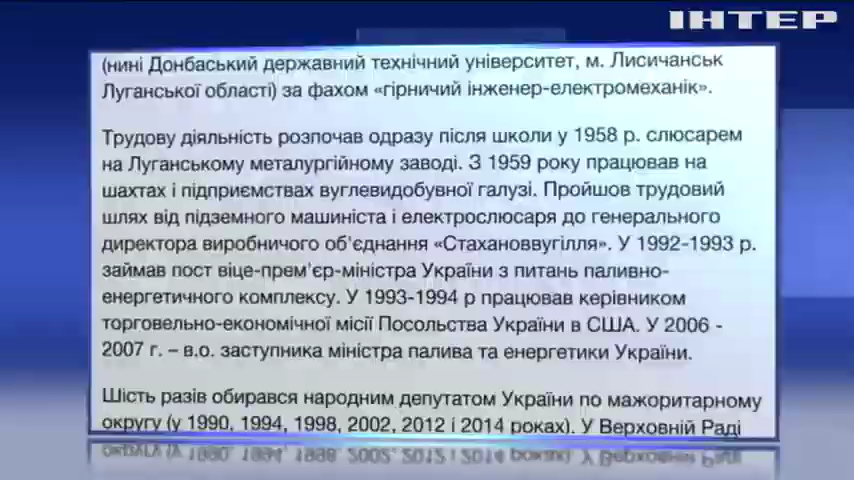 ІНТЕР
(нині Донбаський державний технічний університет, м. Лисичанськ
Луганської області) за фахом «гірничий інженер-електромеханік».
Трудову діяльність розпочав одразу після школи у 1958 р. слюсарем
на Луганському металургійному заводі. З 1959 року працював на
шахтах і підприємствах вуглевидобувної галузі. Пройшов трудовий
шлях від підземного машиніста і електрослюсаря до генерального
директора виробничого об'єднання «Стахановвугілля». У 1992-1993 р.
займав пост віце-прем'єр-міністра України з питань паливно-
енергетичного комплексу. У 1993-1994 р працював керівником
торговельно-економічної місії Посольства України в США. У 2006 -
2007 г. – в.о. заступника міністра палива та енергетики України.
Шість разів обирався народним депутатом України по мажоритарному
округу (у 1990, 1994, 1998, 2002, 2012 і 2014 роках). У Верховній Раді